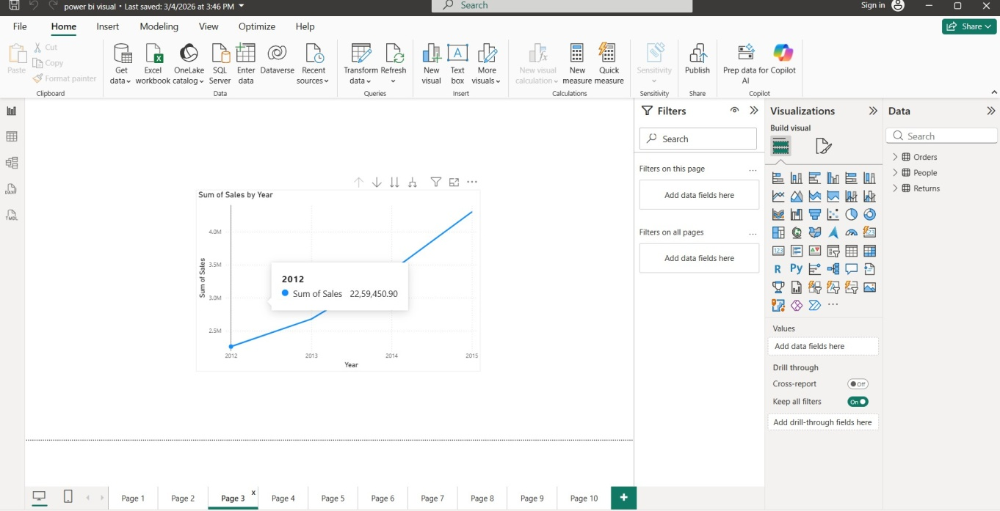 power bi visual • Last saved: 3/4/2026 at 3:46 PM
Search
Sign in
File Home Insert Modeling View Optimize Help
Share
Paste
Cut
Copy
Format painter
Clipboard
Get data
Excel workbook
OneLake catalog
SQL Server
Enter data
Dataverse
Recent sources
Data
Transform data
Refresh
Queries
New visual
Text box
More visuals
Insert
New visual calculation
New measure
Quick measure
Calculations
Sensitivity
Sensitivity
Publish
Share
Prep data for AI
Copilot
Copilot
DAX
TMDL
Sum of Sales by Year
Sum of Sales
4.0M
3.5M
3.0M
2.5M
2012
Sum of Sales 22,59,450.90
2012 2013 2014 2015
Year
Filters
Search
Filters on this page ...
Add data fields here
Filters on all pages ...
Add data fields here
Visualizations
Build visual
123
123
R Py
...
Values
Add data fields here
Drill through
Cross-report Off
Keep all filters On
Add drill-through fields here
Data
Search
Orders
People
Returns
Page 1 Page 2 Page 3 x Page 4 Page 5 Page 6 Page 7 Page 8 Page 9 Page 10 +